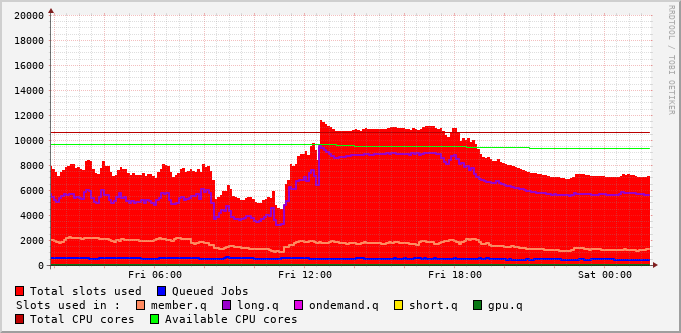 20000
18000
16000
14000
12000
10000
8000
6000
4000
2000
0
Fri 06:00 Fri 12:00 Fri 18:00 Sat 00:00
RRDTOOL / TOBI OETIKER
Total slots used Queued Jobs
Slots used in : member.q long.q ondemand.q short.q gpu.q
Total CPU cores Available CPU cores